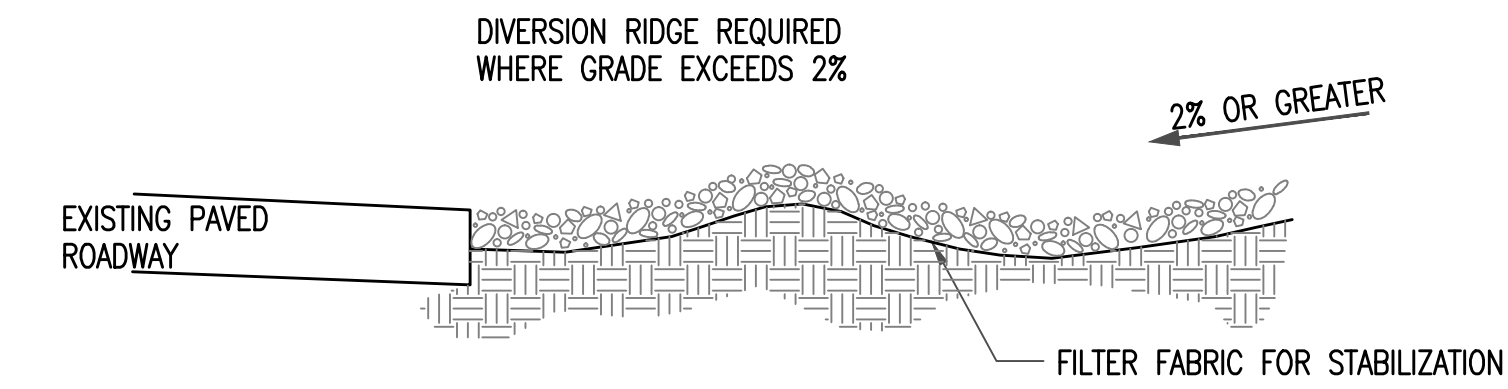 DIVERSION RIDGE REQUIRED
WHERE GRADE EXCEEDS 2%
2% OR GREATER
EXISTING PAVED
ROADWAY
FILTER FABRIC FOR STABILIZATION